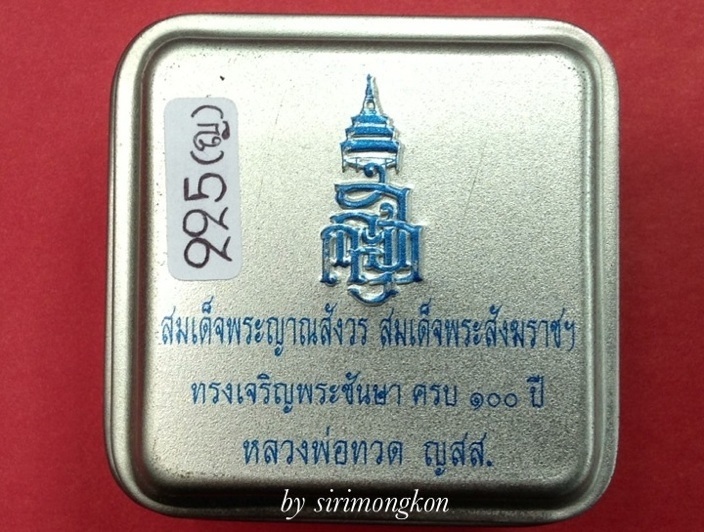 225(ญ)
สมเด็จพระญาณสังวร สมเด็จพระสังฆราชฯ
ทรงเจริญพระชันษา ครบ ๑๐๐ ปี
หลวงพ่อทวด ญสส.
by sirimongkon